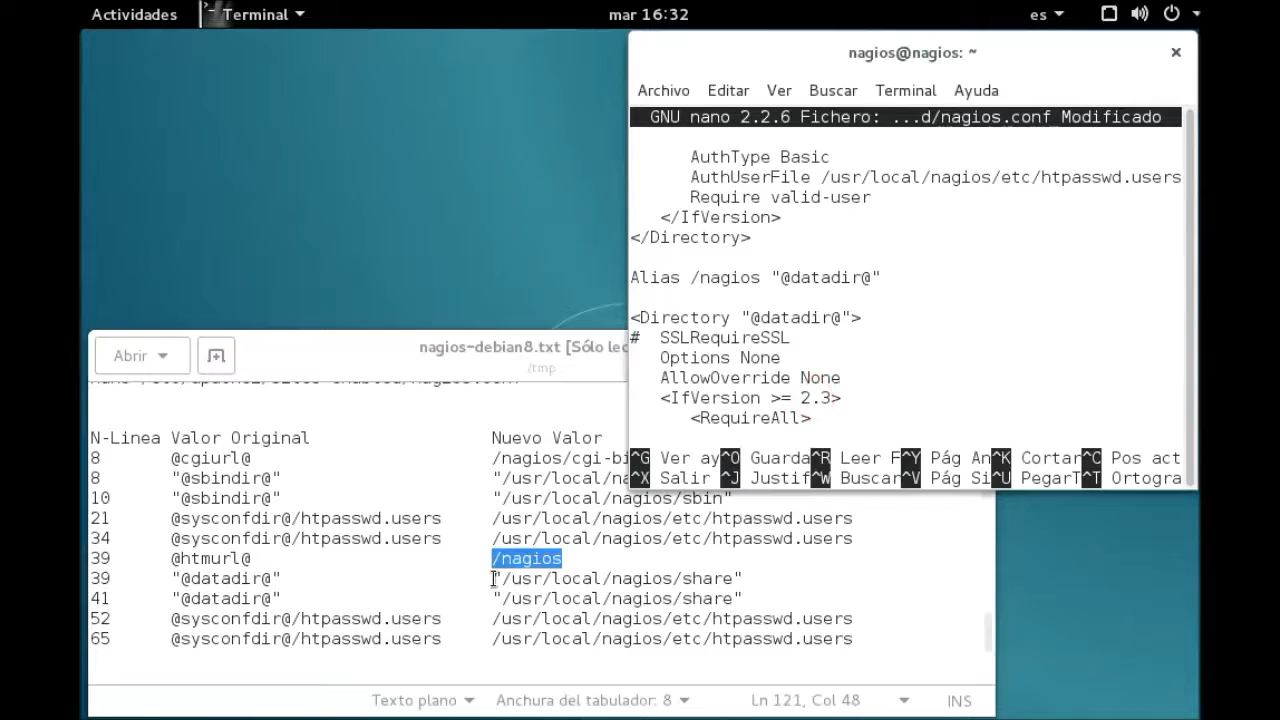 Actividades Terminal mar 16:32 es
nagios@nagios: ~ ×
Archivo Editar Ver Buscar Terminal Ayuda
GNU nano 2.2.6 Fichero: ...d/nagios.conf Modificado
AuthType Basic
AuthUserFile /usr/local/nagios/etc/htpasswd.users
Require valid-user
</IfVersion>
</Directory>
Alias /nagios "@datadir@"
<Directory "@datadir@">
# SSLRequireSSL
Options None
AllowOverride None
<IfVersion >= 2.3>
<RequireAll>
^G Ver ay^O Guarda^R Leer F^Y Pág An^K Cortar^C Pos act
^X Salir ^J Justif^W Buscar^V Pág Si^U PegarT^T Ortogra
Abrir
nagios-debian8.txt [Sólo lec
/tmp
nano /etc/apache2/sites-enabled/nagios.conf
N-Linea Valor Original Nuevo Valor
8 @cgiurl@ /nagios/cgi-bi
8 "@sbindir@" "/usr/local/n
10 "@sbindir@" "/usr/local/nagios/sbin"
21 @sysconfdir@/htpasswd.users /usr/local/nagios/etc/htpasswd.users
34 @sysconfdir@/htpasswd.users /usr/local/nagios/etc/htpasswd.users
39 @htmurl@ /nagios
39 "@datadir@" "/usr/local/nagios/share"
41 "@datadir@" "/usr/local/nagios/share"
52 @sysconfdir@/htpasswd.users /usr/local/nagios/etc/htpasswd.users
65 @sysconfdir@/htpasswd.users /usr/local/nagios/etc/htpasswd.users
Texto plano Anchura del tabulador: 8 Ln 121, Col 48 INS